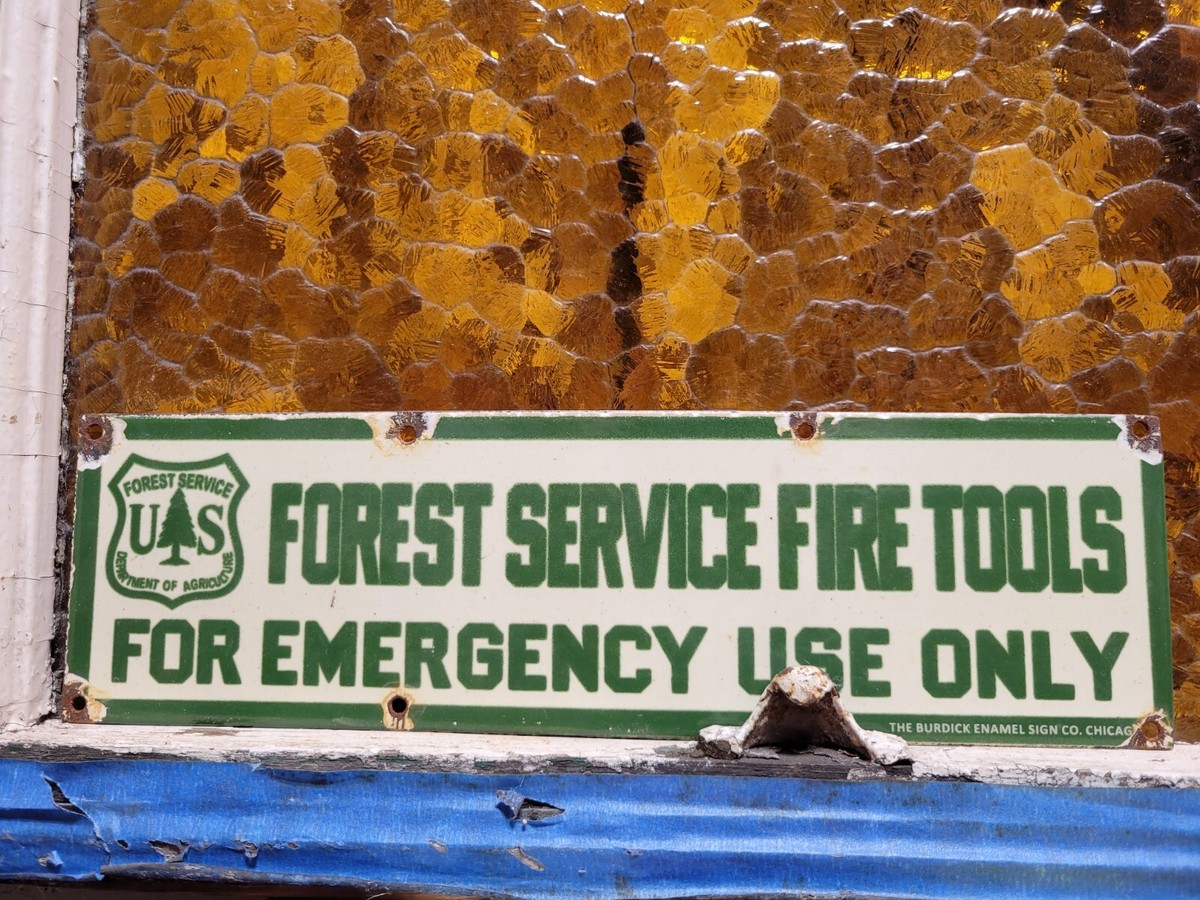 FOREST SERVICE
US
DEPARTMENT OF AGRICULTURE
FOREST SERVICE FIRE TOOLS
FOR EMERGENCY USE ONLY
THE BURDICK ENAMEL SIGN CO. CHICAG